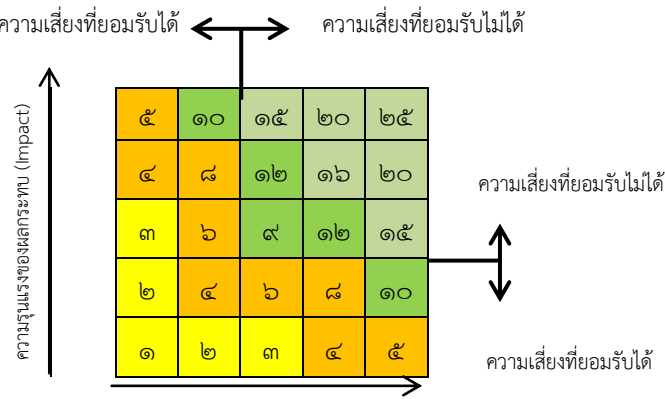 ความเสี่ยงที่ยอมรับได้ ความเสี่ยงที่ยอมรับไม่ได้
ความรุนแรงของผลกระทบ (Impact)
๕ ๑๐ ๑๕ ๒๐ ๒๕
๔ ๘ ๑๒ ๑๖ ๒๐
๓ ๖ ๙ ๑๒ ๑๕
๒ ๔ ๖ ๘ ๑๐
๑ ๒ ๓ ๔ ๕
ความเสี่ยงที่ยอมรับไม่ได้
ความเสี่ยงที่ยอมรับได้